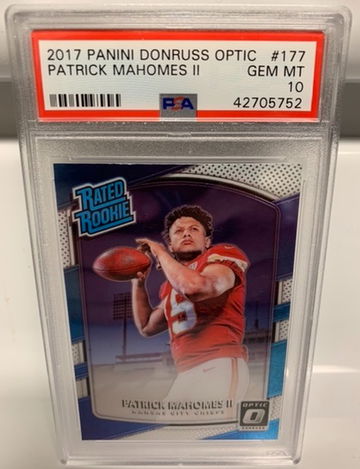 2017 PANINI DONRUSS OPTIC #177
PATRICK MAHOMES II GEM MT
10
PSA 42705752
RATED
ROOKIE
15
PATRICK MAHOMES II
KANSAS CITY CHIEFS
OPTIC